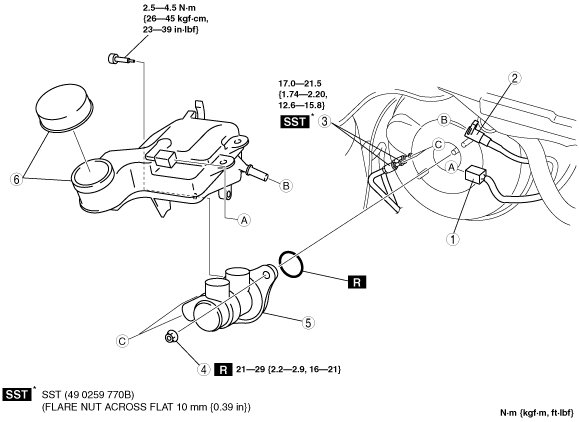 2.5—4.5 N·m
{26—45 kgf·cm,
23—39 in·lbf}
17.0—21.5
{1.74—2.20,
12.6—15.8}
SST*
3
2
B
C
A
1
6
B
A
R
5
C
4 R 21—29 {2.2—2.9, 16—21}
SST* SST (49 0259 770B)
(FLARE NUT ACROSS FLAT 10 mm {0.39 in})
N·m {kgf·m, ft·lbf}